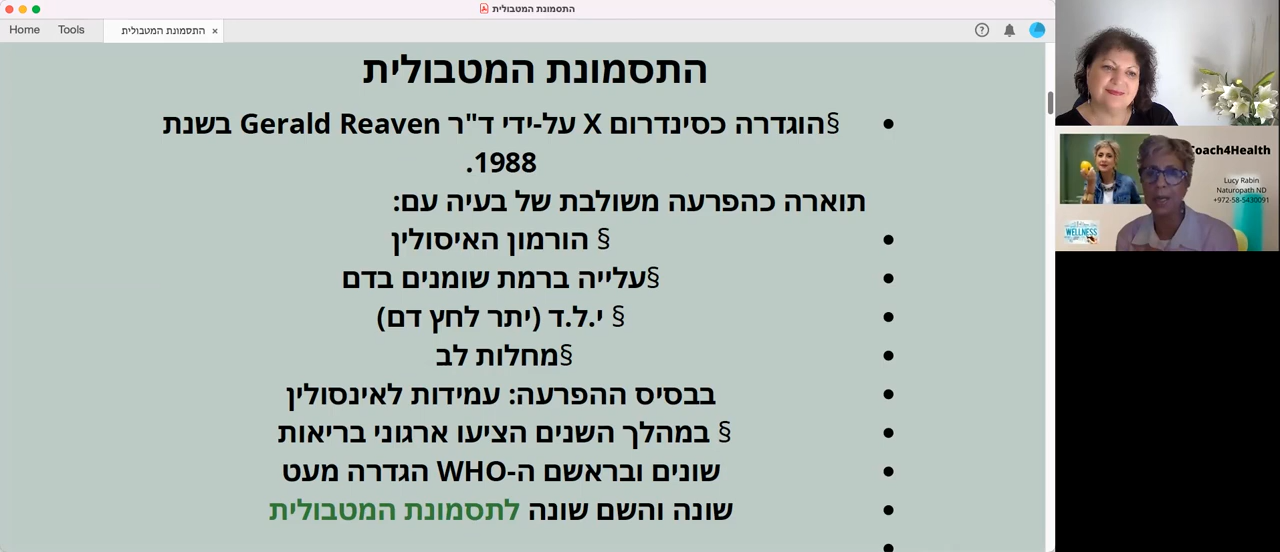 התסמונת המטבולית
Home Tools התסמונת המטבולית ×
התסמונת המטבולית
• §הוגדרה כסינדרום X על-ידי ד"ר Gerald Reaven בשנת
1988.
תוארה כהפרעה משולבת של בעיה עם:
• § הורמון האיסולין
• §עלייה ברמת שומנים בדם
• § י.ל.ד (יתר לחץ דם)
• §מחלות לב
• בבסיס ההפרעה: עמידות לאינסולין
• § במהלך השנים הציעו ארגוני בריאות
• שונים ובראשם ה-WHO הגדרה מעט
• שונה והשם שונה לתסמונת המטבולית
Coach4Health
Lucy Rabin
Naturopath ND
+972-58-5430091
WELLNESS